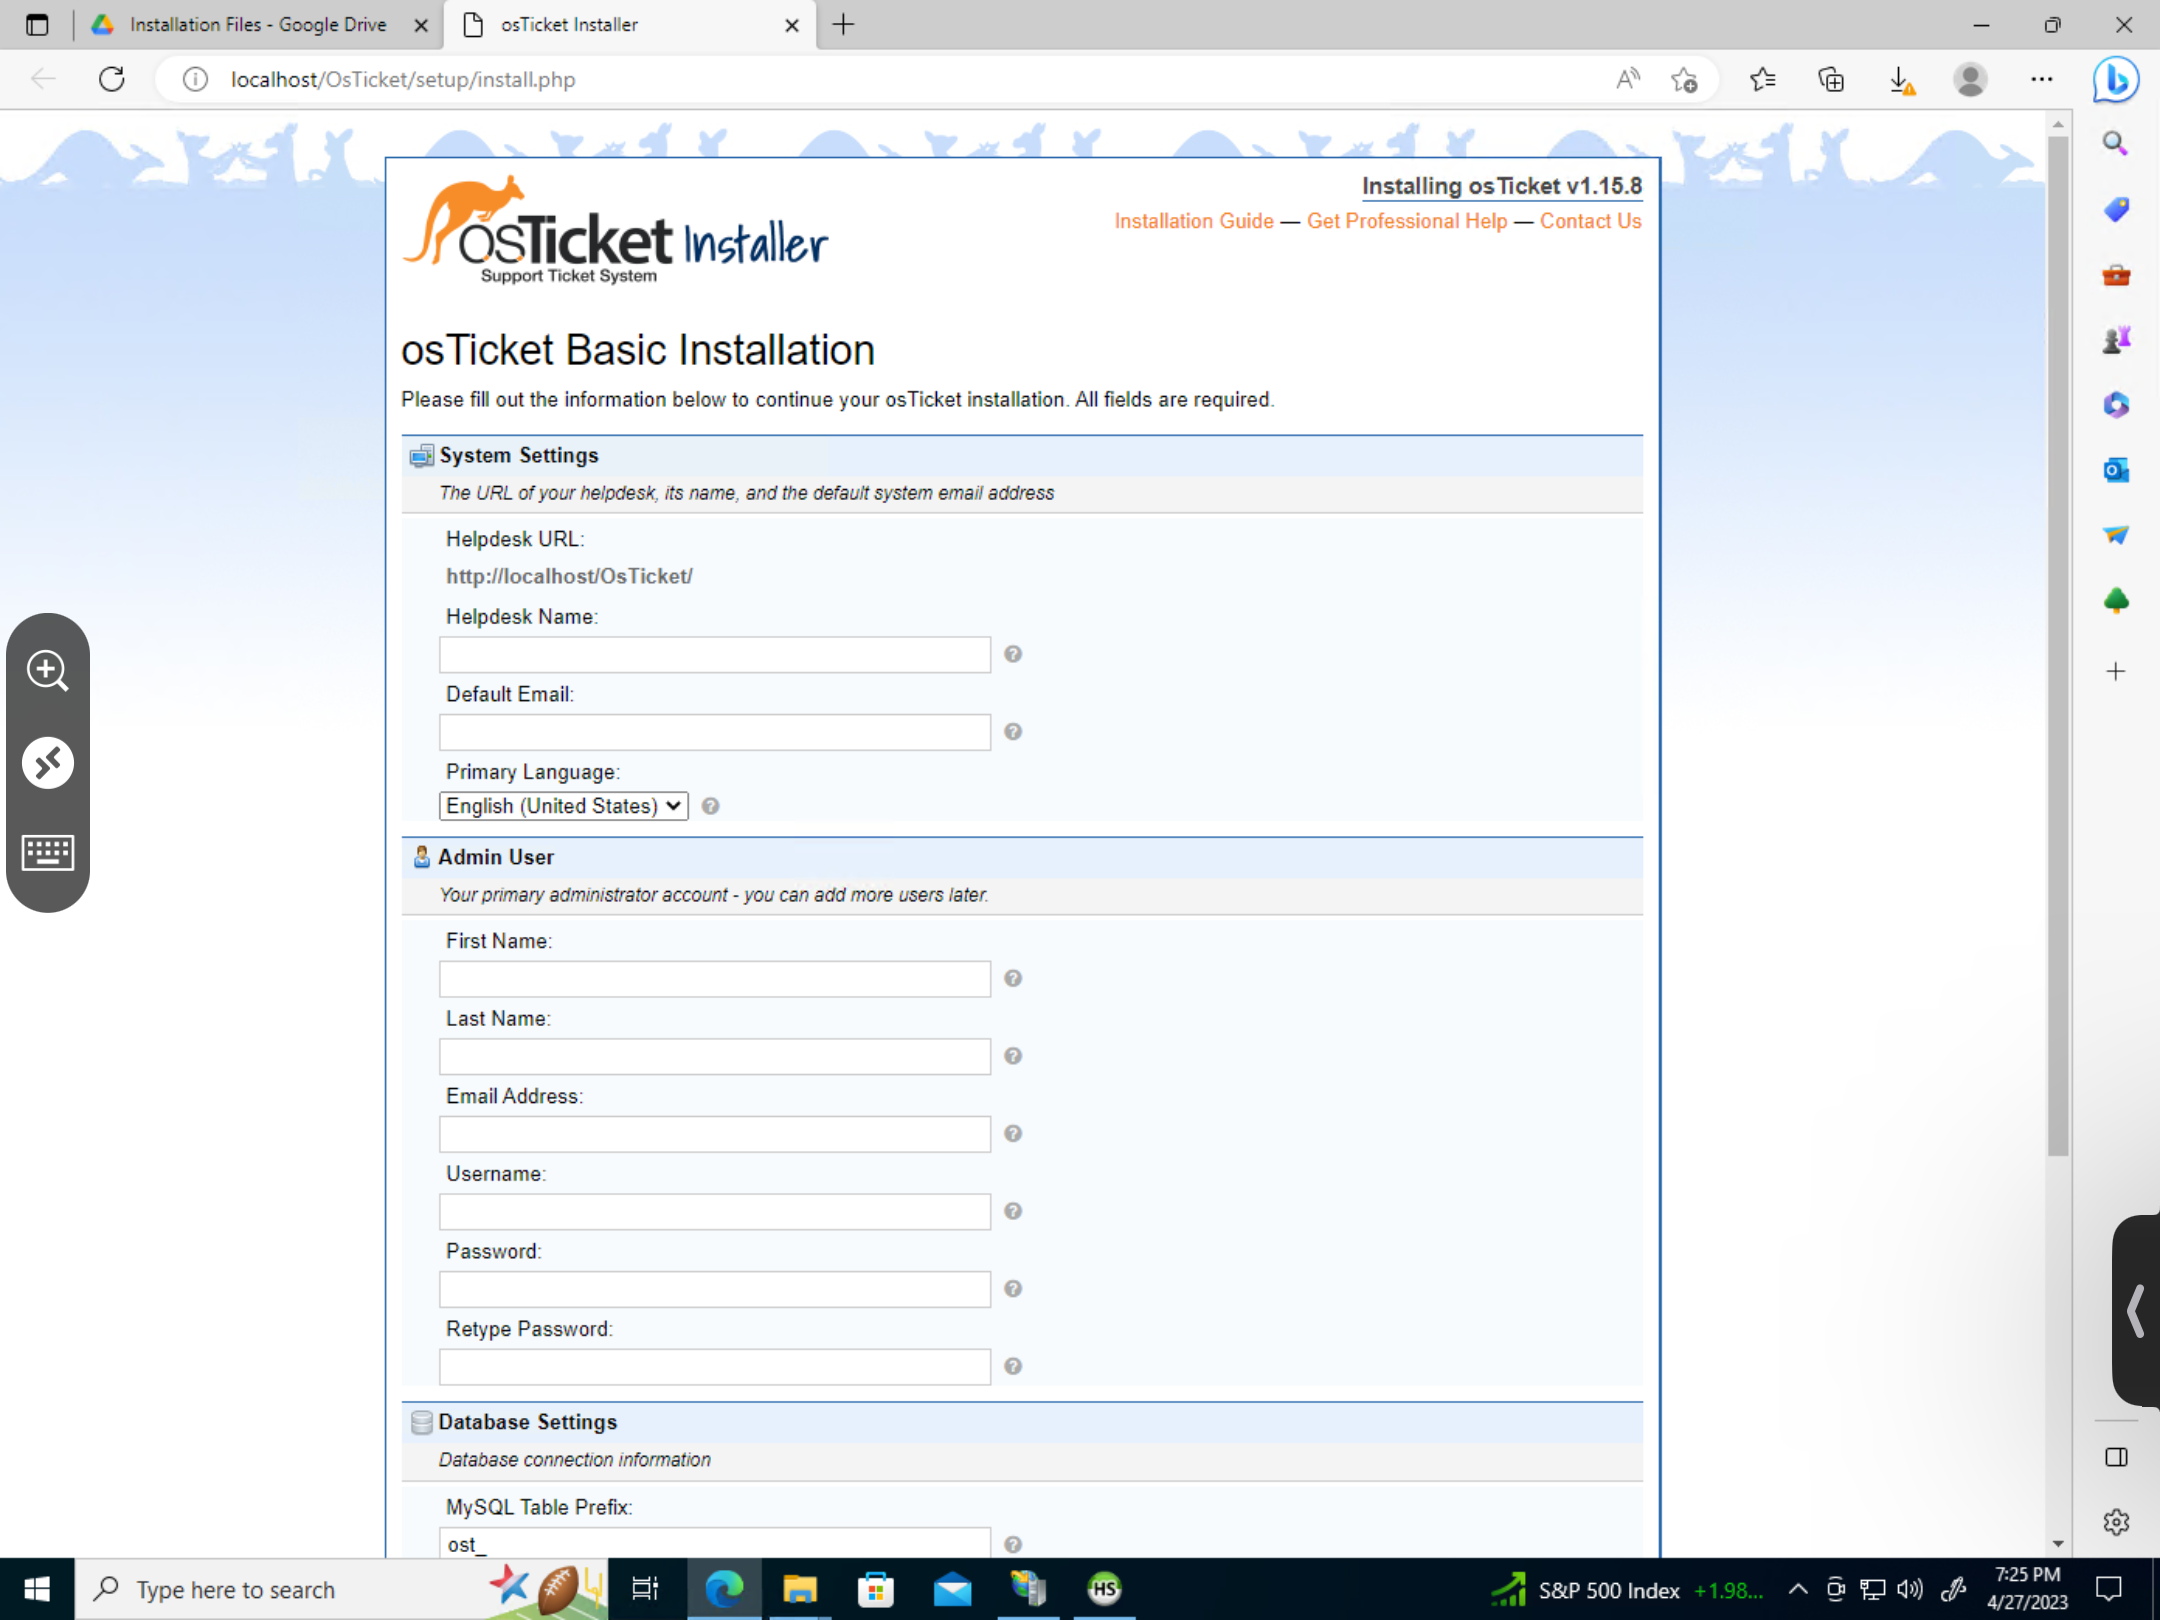 Installation Files - Google Drive
osTicket Installer
localhost/OsTicket/setup/install.php
Installing osTicket v1.15.8
Installation Guide — Get Professional Help — Contact Us
osTicket Installer
Support Ticket System
osTicket Basic Installation
Please fill out the information below to continue your osTicket installation. All fields are required.
System Settings
The URL of your helpdesk, its name, and the default system email address
Helpdesk URL:
http://localhost/OsTicket/
Helpdesk Name:
Default Email:
Primary Language:
English (United States)
Admin User
Your primary administrator account - you can add more users later.
First Name:
Last Name:
Email Address:
Username:
Password:
Retype Password:
Database Settings
Database connection information
MySQL Table Prefix:
ost_
Type here to search
HS
S&P 500 Index +1.98...
7:25 PM
4/27/2023